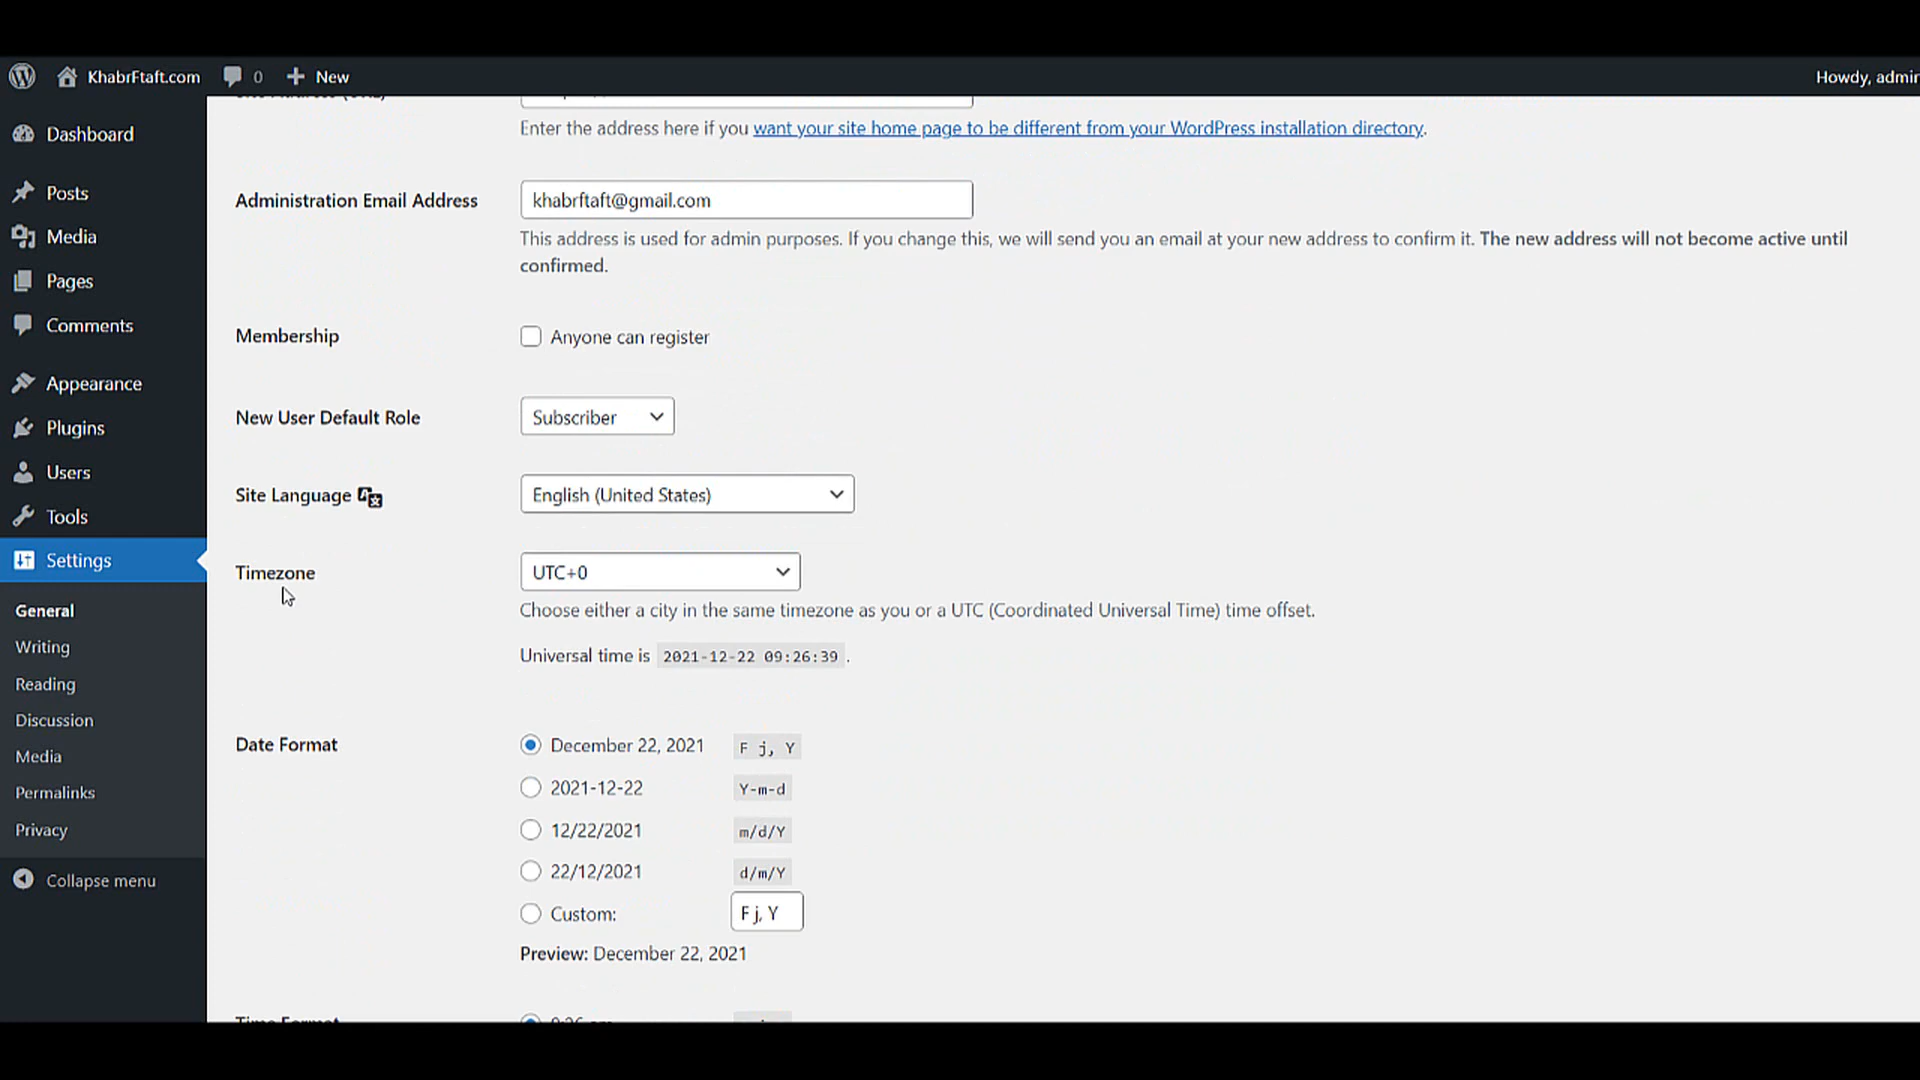 KhabrFtaft.com 0 New Howdy, admin
Dashboard
Posts
Media
Pages
Comments
Appearance
Plugins
Users
Tools
Settings
General
Writing
Reading
Discussion
Media
Permalinks
Privacy
Collapse menu
Enter the address here if you want your site home page to be different from your WordPress installation directory.
Administration Email Address khabrftaft@gmail.com
This address is used for admin purposes. If you change this, we will send you an email at your new address to confirm it. The new address will not become active until
confirmed.
Membership Anyone can register
New User Default Role Subscriber
Site Language English (United States)
Timezone UTC+0
Choose either a city in the same timezone as you or a UTC (Coordinated Universal Time) time offset.
Universal time is 2021-12-22 09:26:39 .
Date Format December 22, 2021 F j, Y
2021-12-22 Y-m-d
12/22/2021 m/d/Y
22/12/2021 d/m/Y
Custom: F j, Y
Preview: December 22, 2021